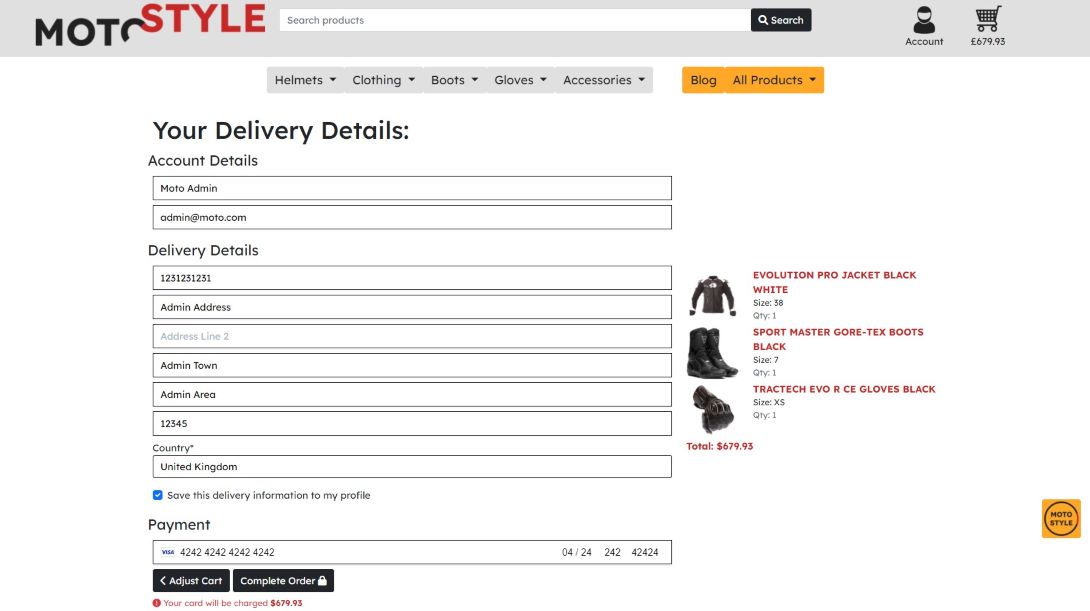 MOTO STYLE
Search products
Search
Account
£679.93
Helmets Clothing Boots Gloves Accessories Blog All Products
Your Delivery Details:
Account Details
Moto Admin
admin@moto.com
Delivery Details
1231231231
Admin Address
Address Line 2
Admin Town
Admin Area
12345
Country*
United Kingdom
Save this delivery information to my profile
EVOLUTION PRO JACKET BLACK
WHITE
Size: 38
Qty: 1
SPORT MASTER GORE-TEX BOOTS
BLACK
Size: 7
Qty: 1
TRACTECH EVO R CE GLOVES BLACK
Size: XS
Qty: 1
Total: $679.93
MOTO
STYLE
Payment
VISA 4242 4242 4242 4242 04 / 24 242 42424
Adjust Cart Complete Order
Your card will be charged $679.93